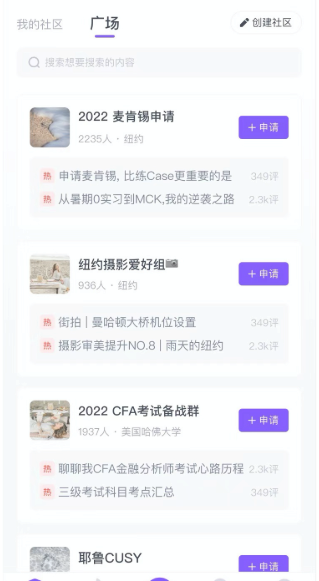 我的社区 广场 创建社区
搜索想要搜索的内容
2022 麦肯锡申请
2235人 · 纽约
+ 申请
热 申请麦肯锡, 比练Case更重要的是 349评
热 从暑期0实习到MCK,我的逆袭之路 2.3k评
纽约摄影爱好组
936人 · 纽约
+ 申请
热 街拍 | 曼哈顿大桥机位设置 349评
热 摄影审美提升NO.8 | 雨天的纽约 2.3k评
2022 CFA考试备战群
1937人 · 美国哈佛大学
+ 申请
热 聊聊我CFA金融分析师考试心路历程 2.3k评
热 三级考试科目考点汇总 349评
耶鲁CUSY
+ 申请